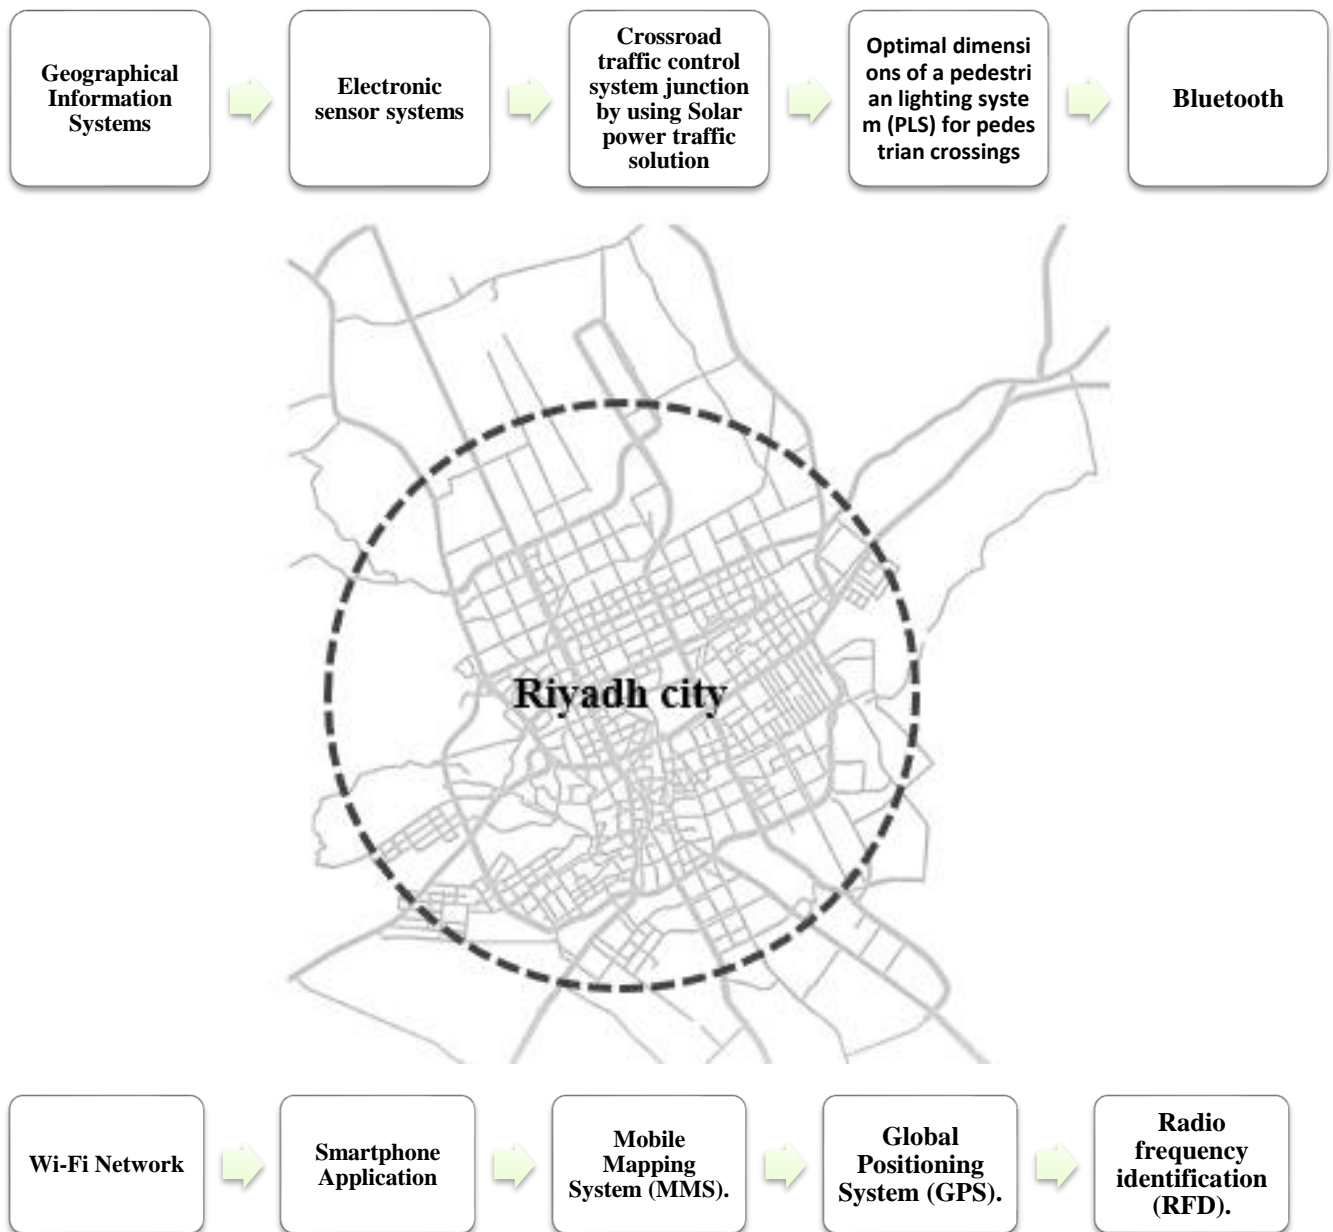 Geographical
Information
Systems
Electronic
sensor systems
Crossroad
traffic control
system junction
by using Solar
power traffic
solution
Optimal dimensi
ons of a pedestri
an lighting syste
m (PLS) for pedes
trian crossings
Bluetooth
Riyadh city
Wi-Fi Network
Smartphone
Application
Mobile
Mapping
System (MMS).
Global
Positioning
System (GPS).
Radio
frequency
identification
(RFD).